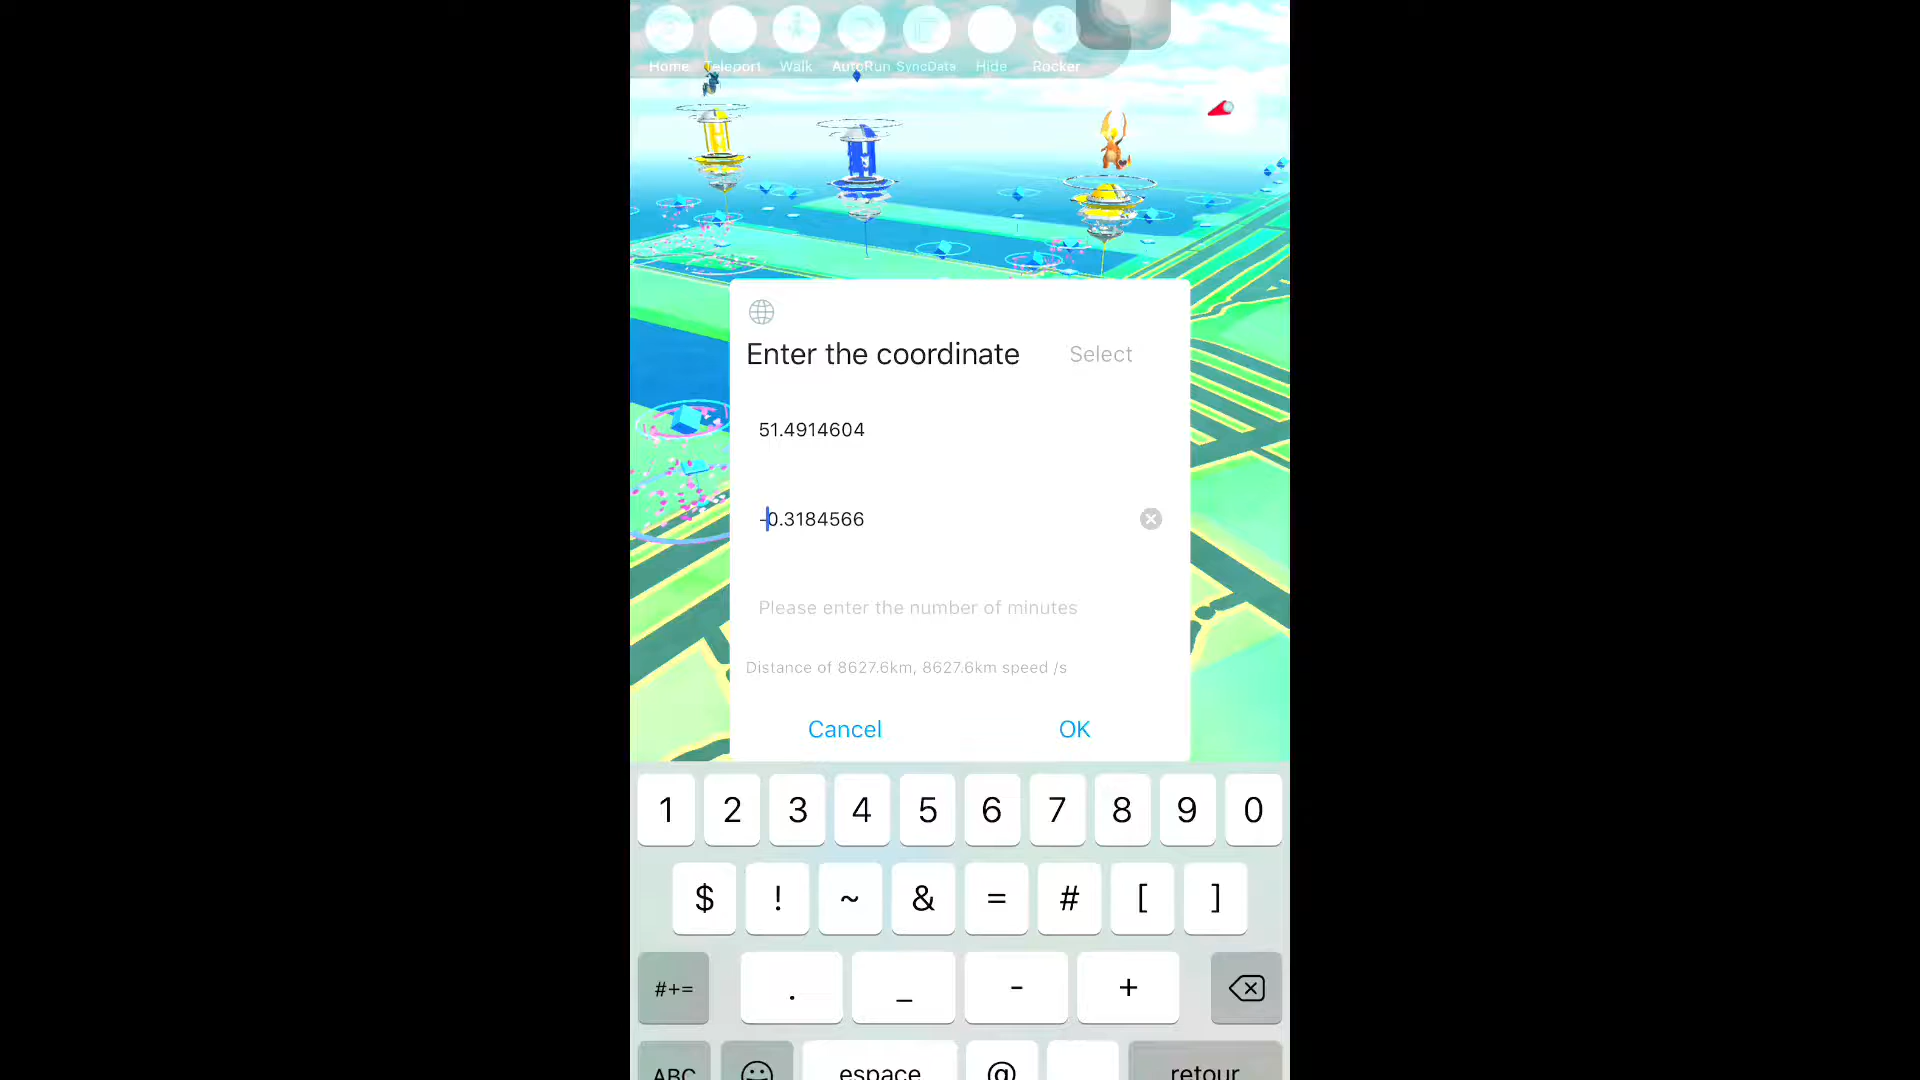 Home Teleport Walk AutoRun SyncData Hide Rocker
Enter the coordinate Select
51.4914604
-0.3184566
Please enter the number of minutes
Distance of 8627.6km, 8627.6km speed /s
Cancel OK
1 2 3 4 5 6 7 8 9 0
$ ! ~ & = # [ ]
#+= . _ - +
ABC espace @ retour